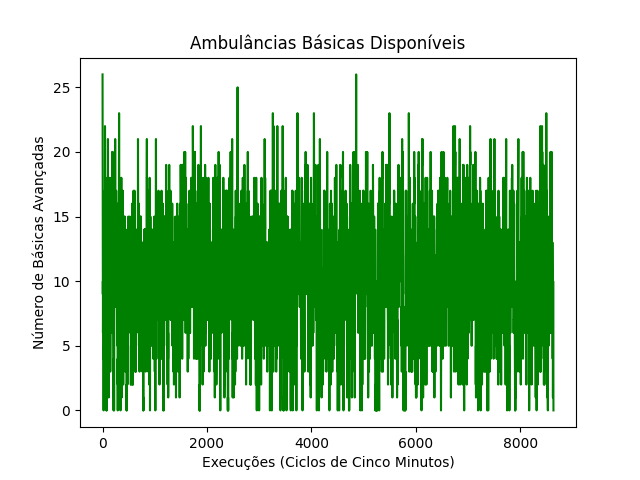 Ambulâncias Básicas Disponíveis
25
20
15
10
5
0
Número de Básicas Avançadas
0 2000 4000 6000 8000
Execuções (Ciclos de Cinco Minutos)